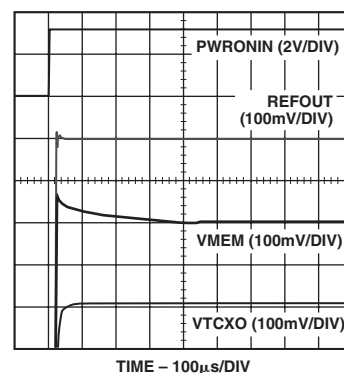 PWRONIN (2V/DIV)
REFOUT
(100mV/DIV)
VMEM (100mV/DIV)
VTCXO (100mV/DIV)
TIME – 100μs/DIV